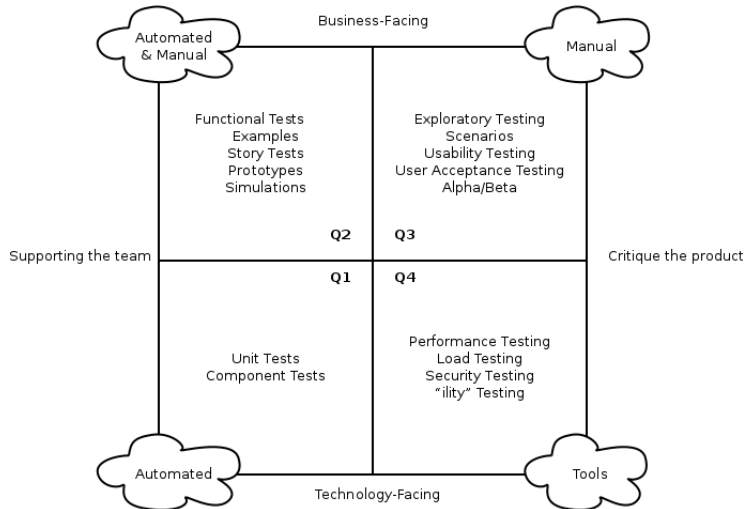 Business-Facing
Automated
& Manual
Manual
Functional Tests
Examples
Story Tests
Prototypes
Simulations
Exploratory Testing
Scenarios
Usability Testing
User Acceptance Testing
Alpha/Beta
Q2
Q3
Supporting the team
Critique the product
Q1
Q4
Unit Tests
Component Tests
Performance Testing
Load Testing
Security Testing
“ility” Testing
Automated
Tools
Technology-Facing